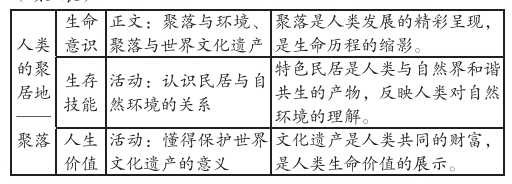 人类的聚居地——聚落
生命意识
正文：聚落与环境、
聚落与世界文化遗产
聚落是人类发展的精彩呈现，
是生命历程的缩影。
生存技能
活动：认识民居与自
然环境的关系
特色民居是人类与自然界和谐
共生的产物，反映人类对自然
环境的理解。
人生价值
活动：懂得保护世界
文化遗产的意义
文化遗产是人类共同的财富，
是人类生命价值的展示。